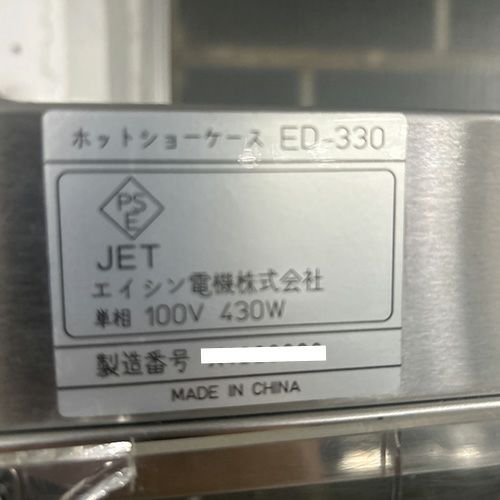 ホットショーケース ED-330
PS
E
JET
エイシン電機株式会社
単相 100V 430W
製造番号
MADE IN CHINA